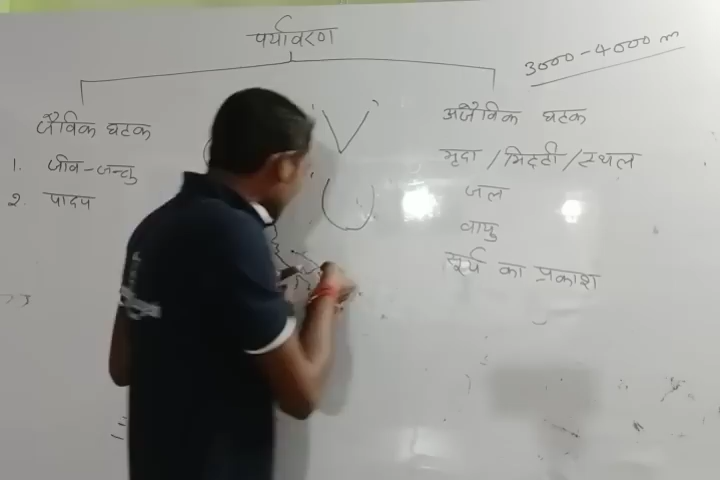 पर्यावरण
3000-4000 m
जैविक घटक
1. जीव-जन्तु
2. पादप
V
U
अजैविक घटक
मृदा/मिट्टी/स्थल
जल
वायु
सूर्य का प्रकाश